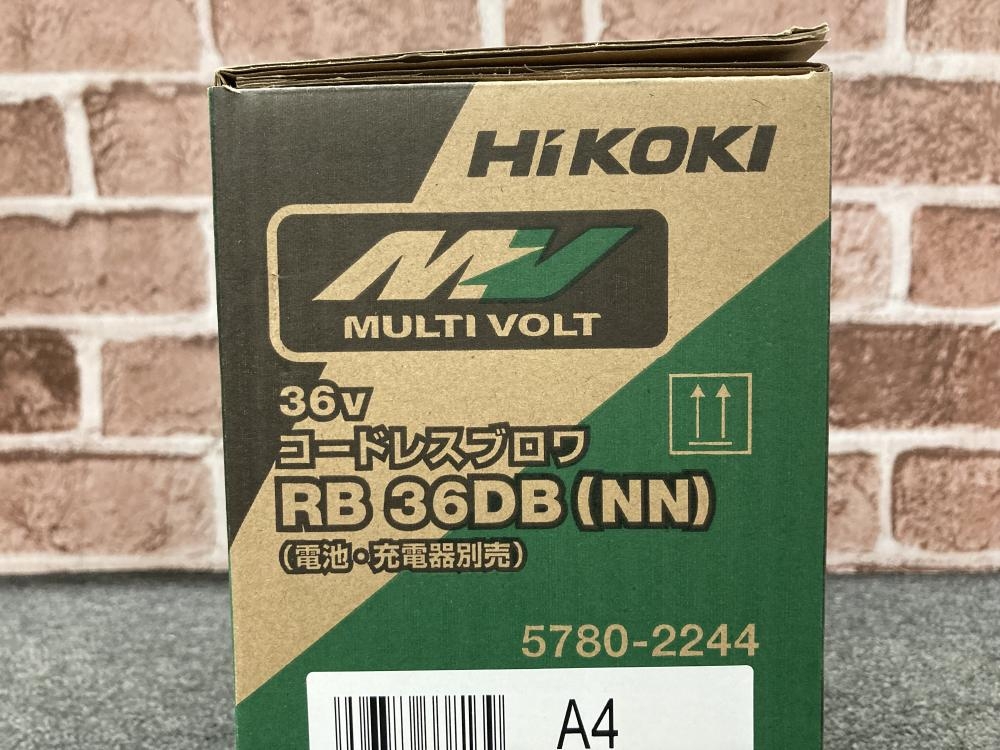 HiKOKI
MV
MULTI VOLT
36v
コードレスブロワ
RB 36DB (NN)
(電池・充電器別売)
5780-2244
A4